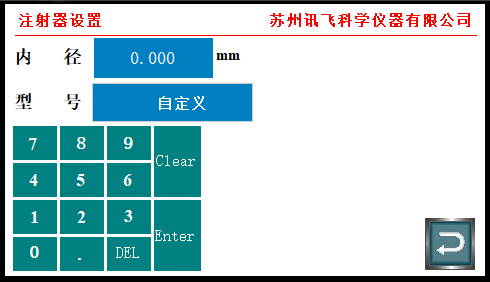 注射器设置 苏州讯飞科学仪器有限公司
内 径 0.000 mm
型 号 自定义
7 8 9 Clear
4 5 6
1 2 3 Enter
0 . DEL